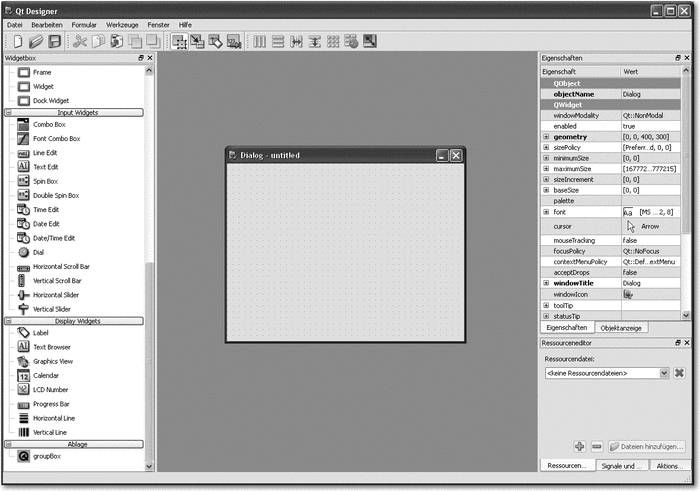 Qt Designer
Datei Bearbeiten Formular Werkzeuge Fenster Hilfe
Widgetbox
Frame
Widget
Dock Widget
Input Widgets
Combo Box
Font Combo Box
Line Edit
Text Edit
Spin Box
Double Spin Box
Time Edit
Date Edit
Date/Time Edit
Dial
Horizontal Scroll Bar
Vertical Scroll Bar
Horizontal Slider
Vertical Slider
Display Widgets
Label
Text Browser
Graphics View
Calendar
LCD Number
Progress Bar
Horizontal Line
Vertical Line
Ablage
groupBox
Dialog - untitled
Eigenschaften
Eigenschaft Wert
QObject
objectName Dialog
QWidget
windowModality Qt::NonModal
enabled true
geometry [0, 0, 400, 300]
sizePolicy [Preferr...d, 0, 0]
minimumSize [0, 0]
maximumSize [167772...777215]
sizeIncrement [0, 0]
baseSize [0, 0]
palette
font [MS ... 2, 8]
cursor Arrow
mouseTracking false
focusPolicy Qt::NoFocus
contextMenuPolicy Qt::Def...extMenu
acceptDrops false
windowTitle Dialog
windowIcon
toolTip
statusTip
Eigenschaften Objektanzeige
Ressourceneditor
Ressourcendatei:
<keine Ressourcendateien>
Dateien hinzufügen...
Ressourcen... Signale und ... Aktions...